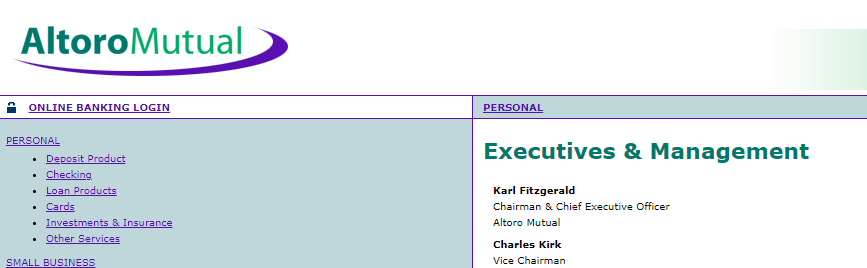 AltoroMutual
ONLINE BANKING LOGIN
PERSONAL
PERSONAL
Deposit Product
Checking
Loan Products
Cards
Investments & Insurance
Other Services
SMALL BUSINESS
Executives & Management
Karl Fitzgerald
Chairman & Chief Executive Officer
Altoro Mutual
Charles Kirk
Vice Chairman